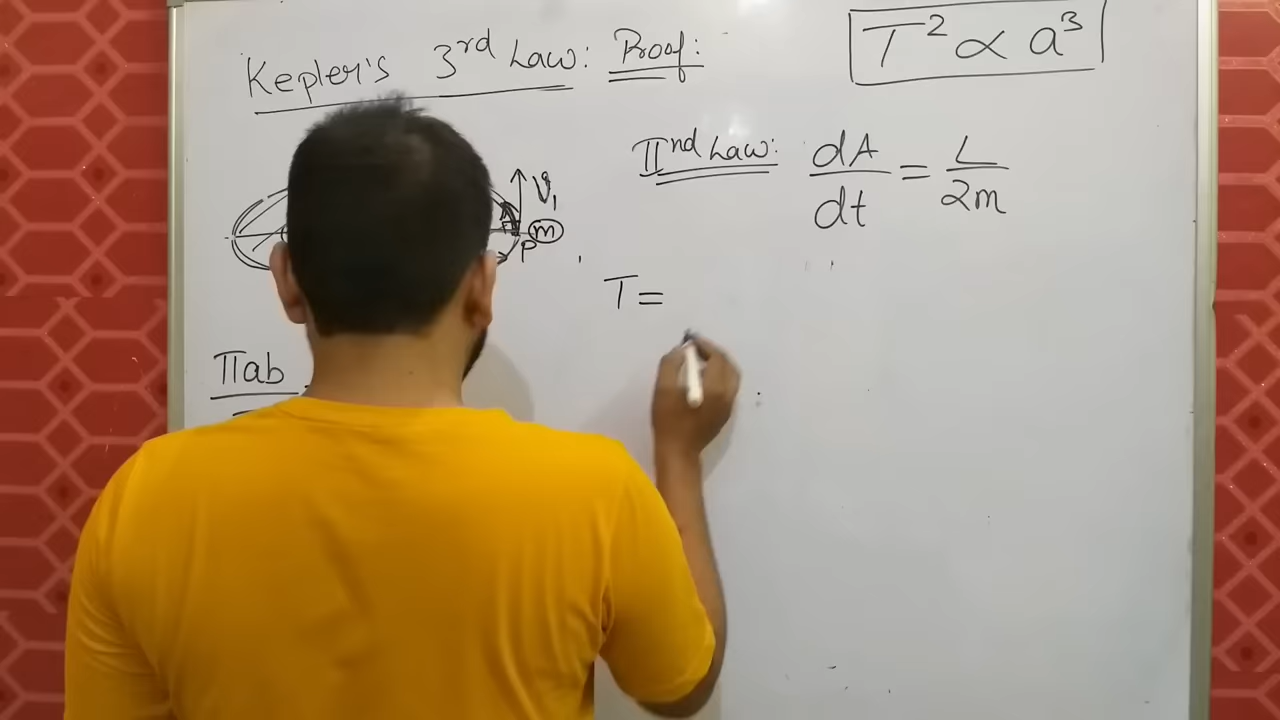 Kepler's 3rd Law: Proof:
T² ∝ a³
IInd Law: dA/dt = L/2m
V₁
m
P
T =
πab